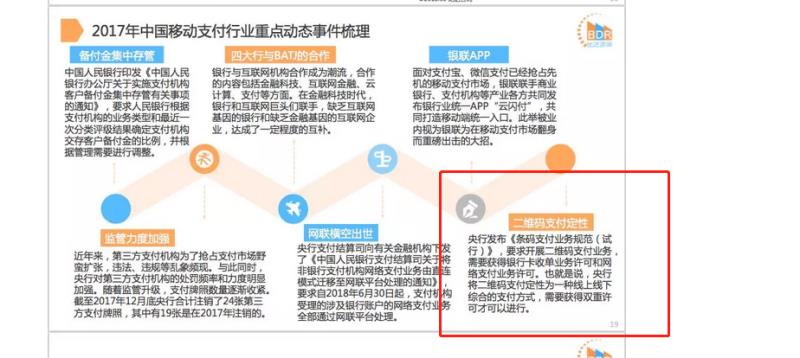 2017年中国移动支付行业重点动态事件梳理
BDR
备付金集中存管
中国人民银行印发《中国人民
银行办公厅关于实施支付机构
客户备付金集中存管有关事项
的通知》，要求人民银行根据
支付机构的业务类型和最近一
次分类评级结果确定支付机构
交存客户备付金的比例，并根
据管理需要进行调整。
四大行与BATJ的合作
银行与互联网机构合作成为潮流，合作
的内容包括金融科技、互联网金融、云
计算、支付等方面。在金融科技时代，
银行和互联网巨头们联手，缺乏互联网
基因的银行和缺乏金融基因的互联网企
业，达成了一定程度的互补。
银联APP
面对支付宝、微信支付已经抢占先
机的移动支付市场，银联联手商业
银行、支付机构等产业各方共同发
布银行业统一APP“云闪付”，共
同打造移动端统一入口。此举被业
内视为银联为在移动支付市场翻身
而重磅出击的大招。
监管力度加强
近年来，第三方支付机构为了抢占支付市场野
蛮扩张，违法、违规等乱象频现。与此同时，
央行对第三方支付机构的处罚频率和力度明显
加强。随着监管升级，支付牌照数量逐渐收紧。
截至2017年12月底央行合计注销了24张第三
方支付牌照，其中有19张是在2017年注销的。
网联横空出世
央行支付结算司向有关金融机构下发
了《中国人民银行支付结算司关于将
非银行支付机构网络支付业务由直连
模式迁移至网联平台处理的通知》，
要求自2018年6月30日起，支付机构
受理的涉及银行账户的网络支付业务
全部通过网联平台处理。
二维码支付定性
央行发布《条码支付业务规范（试
行）》，要求开展二维码支付业务，
需要获得银行卡收单业务许可和网
络支付业务许可。也就是说，央行
将二维码支付定性为一种线上线下
综合的支付方式，需要获得双重许
可才可以进行。
19